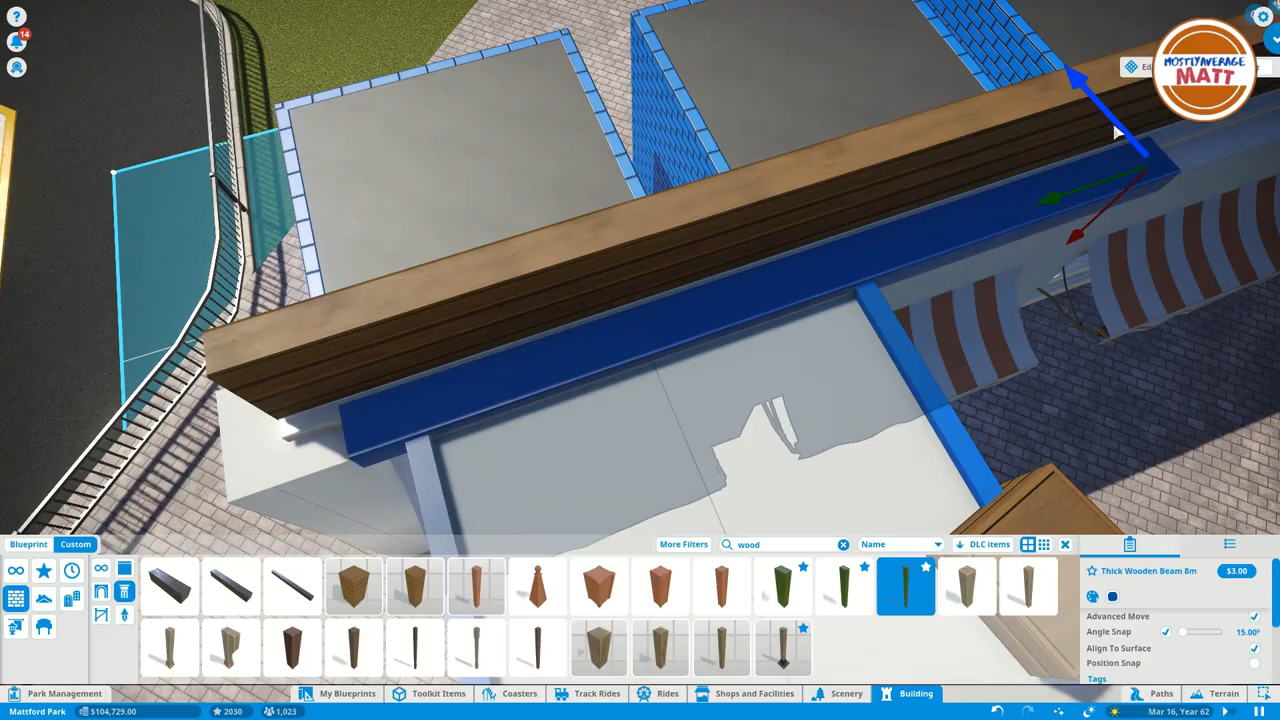 ?
14
MOSTLYAVERAGE
MATT
Blueprint
Custom
More Filters
wood
Name
DLC items
Thick Wooden Beam 8m
$3.00
Advanced Move
Angle Snap
15.00°
Align To Surface
Position Snap
Tags
Park Management
My Blueprints
Toolkit Items
Coasters
Track Rides
Rides
Shops and Facilities
Scenery
Building
Paths
Terrain
Mattford Park
$104,729.00
2030
1,023
Mar 16, Year 62